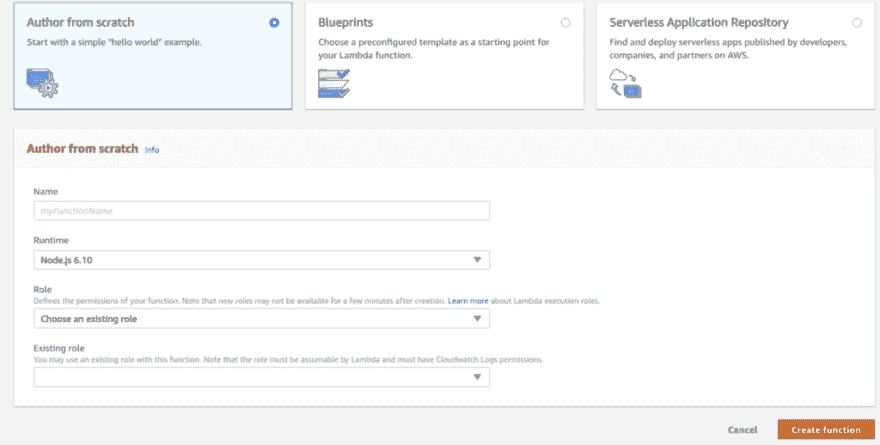 Author from scratch
Start with a simple "hello world" example.
Blueprints
Choose a preconfigured template as a starting point for
your Lambda function.
Serverless Application Repository
Find and deploy serverless apps published by developers,
companies, and partners on AWS.
Author from scratch Info
Name
myFunctionName
Runtime
Node.js 6.10
Role
Defines the permissions of your function. Note that new roles may not be available for a few minutes after creation. Learn more about Lambda execution roles.
Choose an existing role
Existing role
You may use an existing role with this function. Note that the role must be assumable by Lambda and must have Cloudwatch Logs permissions.
Cancel Create function